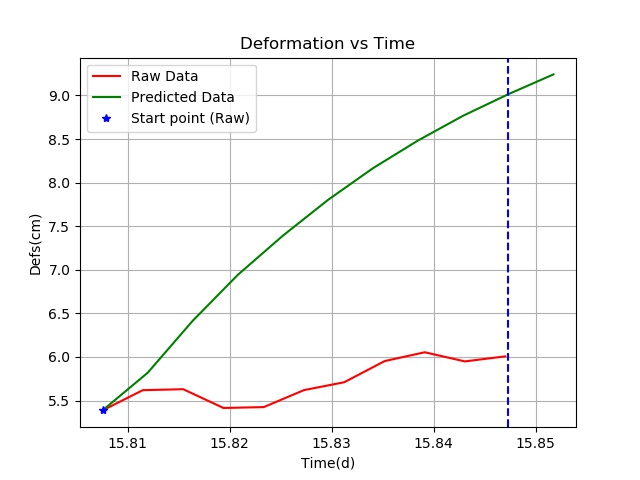 Deformation vs Time
Raw Data
Predicted Data
Start point (Raw)
9.0
8.5
8.0
7.5
7.0
6.5
6.0
5.5
Defs(cm)
15.81 15.82 15.83 15.84 15.85
Time(d)